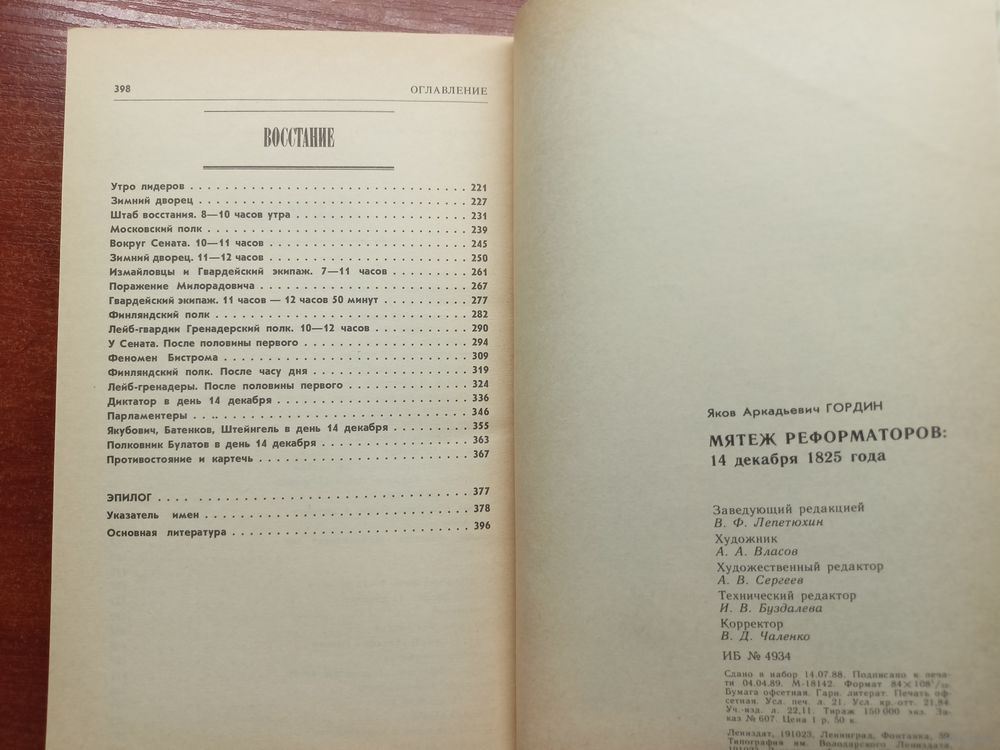 398 ОГЛАВЛЕНИЕ
ВОССТАНИЕ
Утро лидеров . . . . . . . . . . . . . . . . . . . . 221
Зимний дворец . . . . . . . . . . . . . . . . . . . . 227
Штаб восстания. 8—10 часов утра . . . . . . . . . . . . 231
Московский полк . . . . . . . . . . . . . . . . . . . . 239
Вокруг Сената. 10—11 часов . . . . . . . . . . . . . . . 245
Зимний дворец. 11—12 часов . . . . . . . . . . . . . . . 250
Измайловцы и Гвардейский экипаж. 7—11 часов . . . . . . 261
Поражение Милорадовича . . . . . . . . . . . . . . . . . 267
Гвардейский экипаж. 11 часов — 12 часов 50 минут . . . . . 277
Финляндский полк . . . . . . . . . . . . . . . . . . . . 282
Лейб-гвардии Гренадерский полк. 10—12 часов . . . . . . . 290
У Сената. После половины первого . . . . . . . . . . . . 294
Феномен Бистрома . . . . . . . . . . . . . . . . . . . . 309
Финляндский полк. После часу дня . . . . . . . . . . . . 319
Лейб-гренадеры. После половины первого . . . . . . . . . 324
Диктатор в день 14 декабря . . . . . . . . . . . . . . . 336
Парламентеры . . . . . . . . . . . . . . . . . . . . 346
Якубович, Батенков, Штейнгель в день 14 декабря . . . . . 355
Полковник Булатов в день 14 декабря . . . . . . . . . . . 363
Противостояние и картечь . . . . . . . . . . . . . . . . 367
ЭПИЛОГ . . . . . . . . . . . . . . . . . . . . 377
Указатель имен . . . . . . . . . . . . . . . . . . . . 378
Основная литература . . . . . . . . . . . . . . . . . . 396
Яков Аркадьевич ГОРДИН
МЯТЕЖ РЕФОРМАТОРОВ:
14 декабря 1825 года
Заведующий редакцией
В. Ф. Лепетюхин
Художник
А. А. Власов
Художественный редактор
А. В. Сергеев
Технический редактор
И. В. Буздалева
Корректор
В. Д. Чаленко
ИБ № 4934
Сдано в набор 14.07.88. Подписано к печа-
ти 04.04.89. М-18142. Формат 84×108¹/₃₂.
Бумага офсетная. Гарн. литерат. Печать оф-
сетная. Усл. печ. л. 21. Усл. кр.-отт. 21,84.
Уч.-изд. л. 22,11. Тираж 150 000 экз. За-
каз № 607. Цена 1 р. 50 к.
Лениздат, 191023, Ленинград, Фонтанка, 59.
Типография им. Володарского Лениздата,